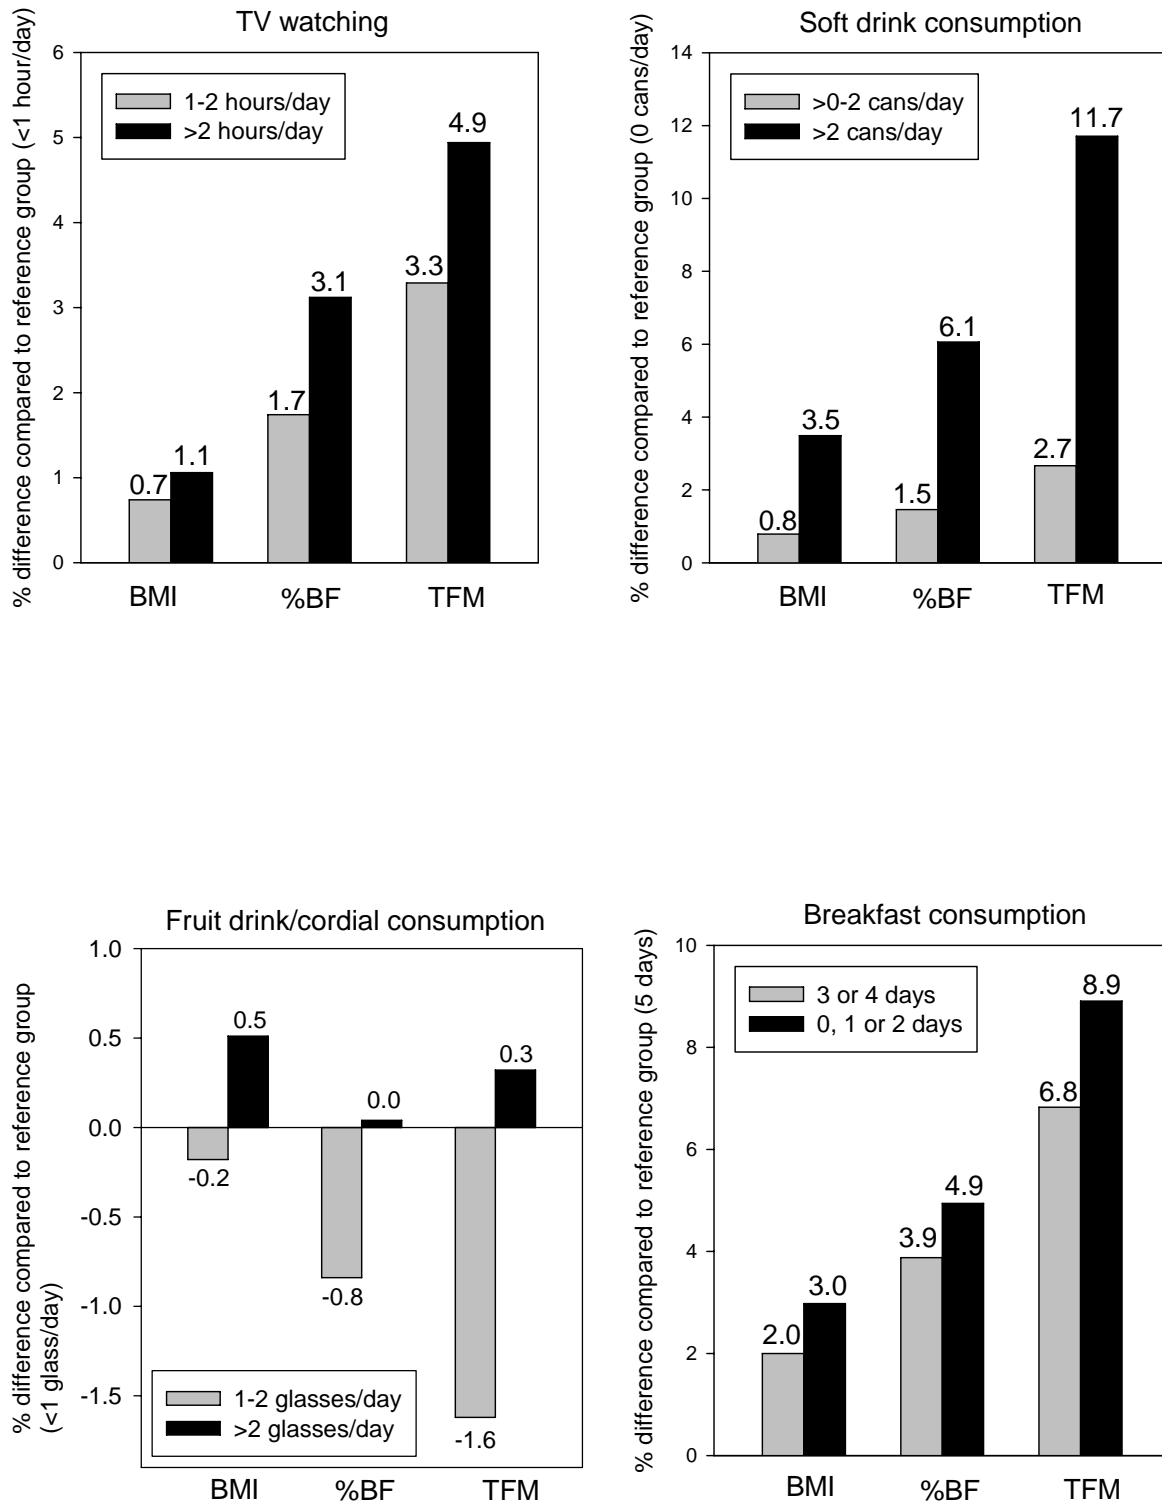 TV watching
% difference compared to reference group (<1 hour/day)
6
5
4
3
2
1
0
1-2 hours/day
>2 hours/day
0.7
1.1
1.7
3.1
3.3
4.9
BMI
%BF
TFM
Soft drink consumption
% difference compared to reference group (0 cans/day)
14
12
10
8
6
4
2
0
>0-2 cans/day
>2 cans/day
0.8
3.5
1.5
6.1
2.7
11.7
BMI
%BF
TFM
Fruit drink/cordial consumption
% difference compared to reference group
(<1 glass/day)
1.0
0.5
0.0
-0.5
-1.0
-1.5
-0.2
0.5
-0.8
0.0
-1.6
0.3
1-2 glasses/day
>2 glasses/day
BMI
%BF
TFM
Breakfast consumption
% difference compared to reference group (5 days)
10
8
6
4
2
0
3 or 4 days
0, 1 or 2 days
2.0
3.0
3.9
4.9
6.8
8.9
BMI
%BF
TFM